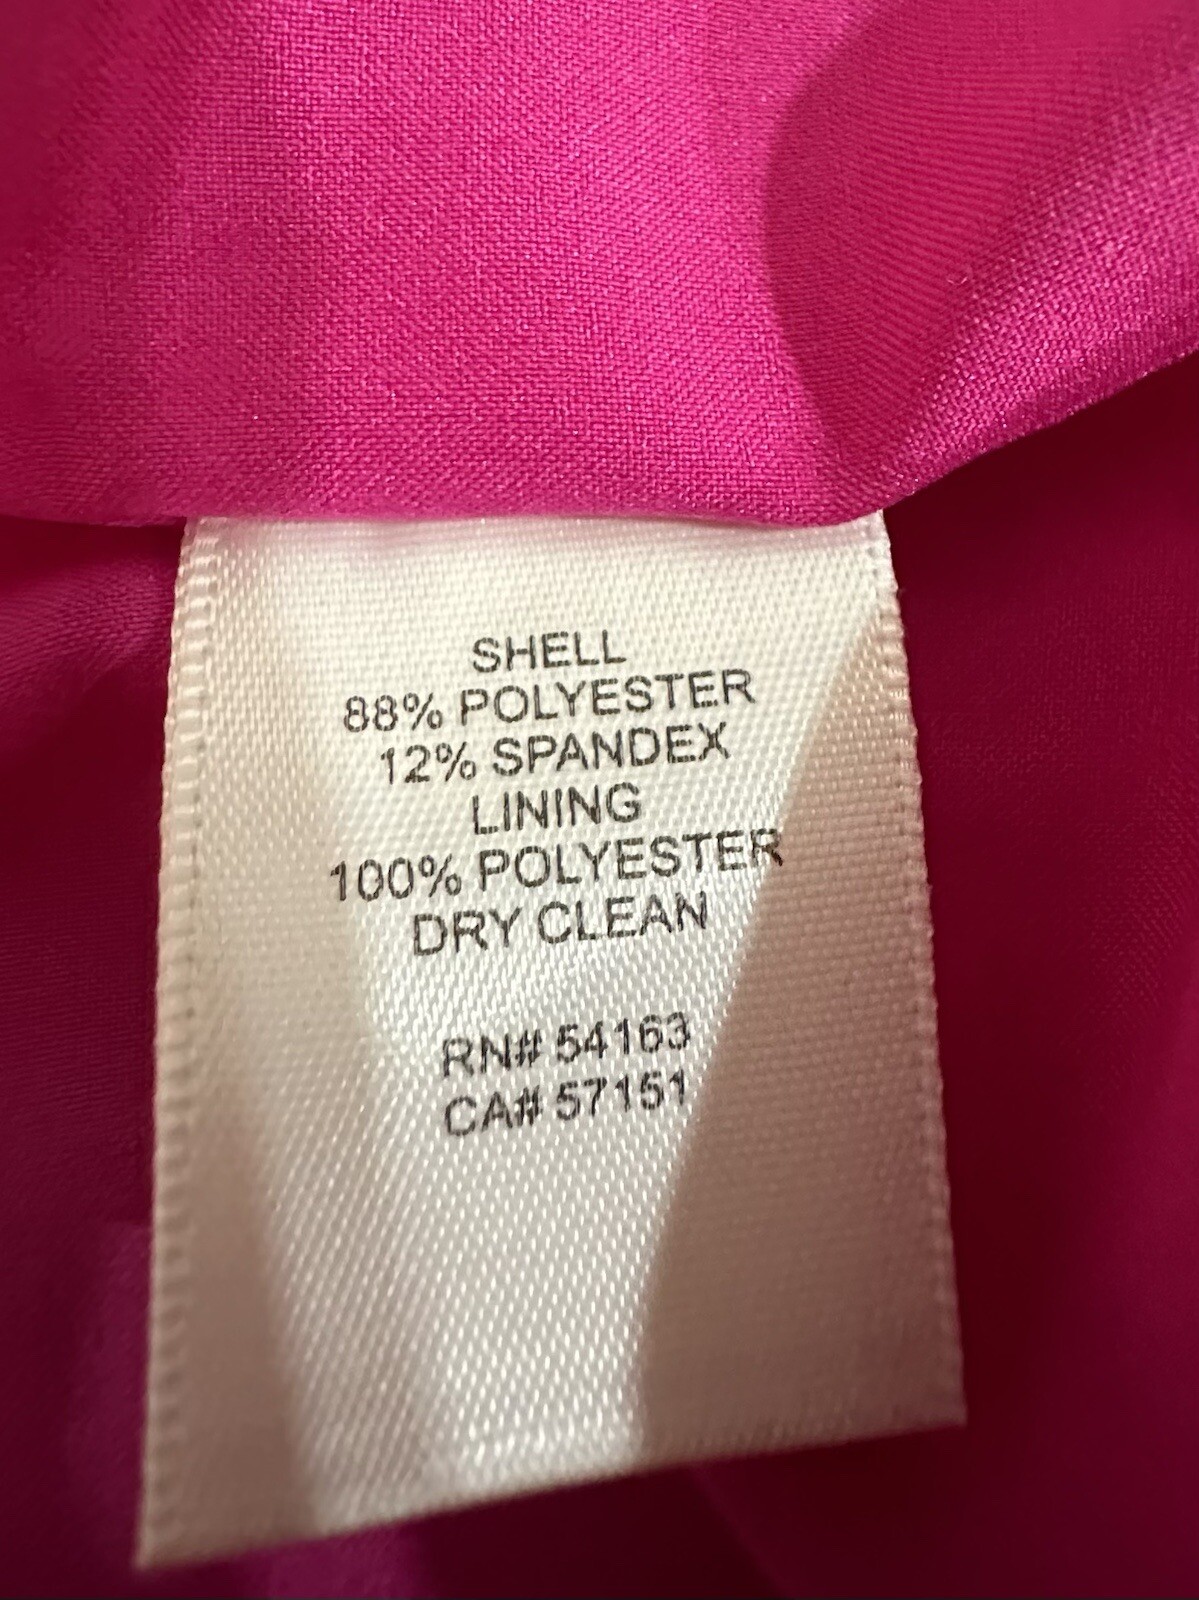 SHELL
88% POLYESTER
12% SPANDEX
LINING
100% POLYESTER
DRY CLEAN
RN# 54163
CA# 57151